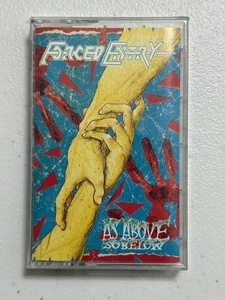 FORCED ENTRY
AS ABOVE
SO BELOW